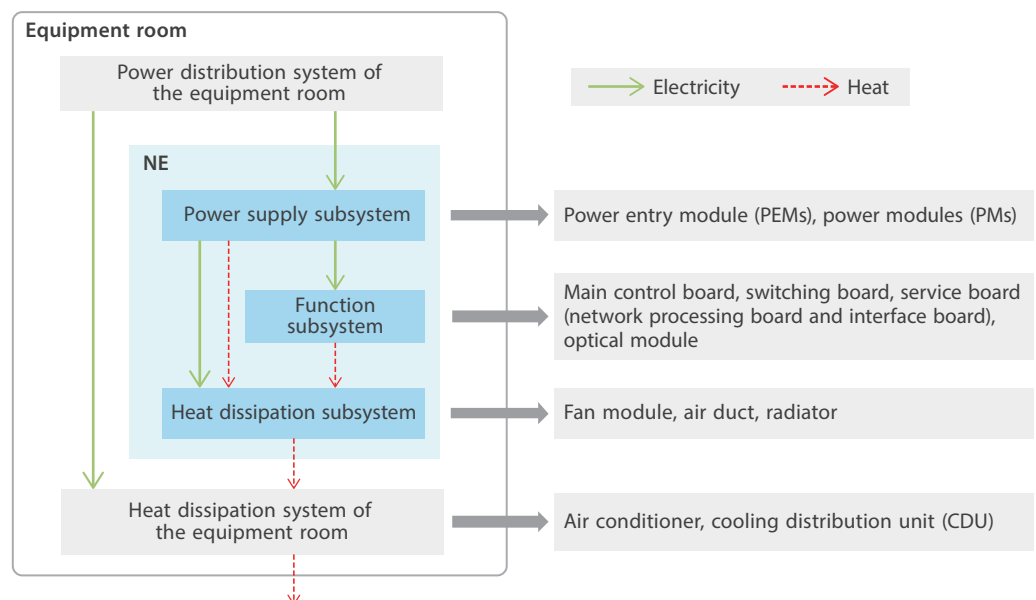 Equipment room
Power distribution system of
the equipment room
Electricity
Heat
NE
Power supply subsystem
Power entry module (PEMs), power modules (PMs)
Function
subsystem
Main control board, switching board, service board
(network processing board and interface board),
optical module
Heat dissipation subsystem
Fan module, air duct, radiator
Heat dissipation system of
the equipment room
Air conditioner, cooling distribution unit (CDU)